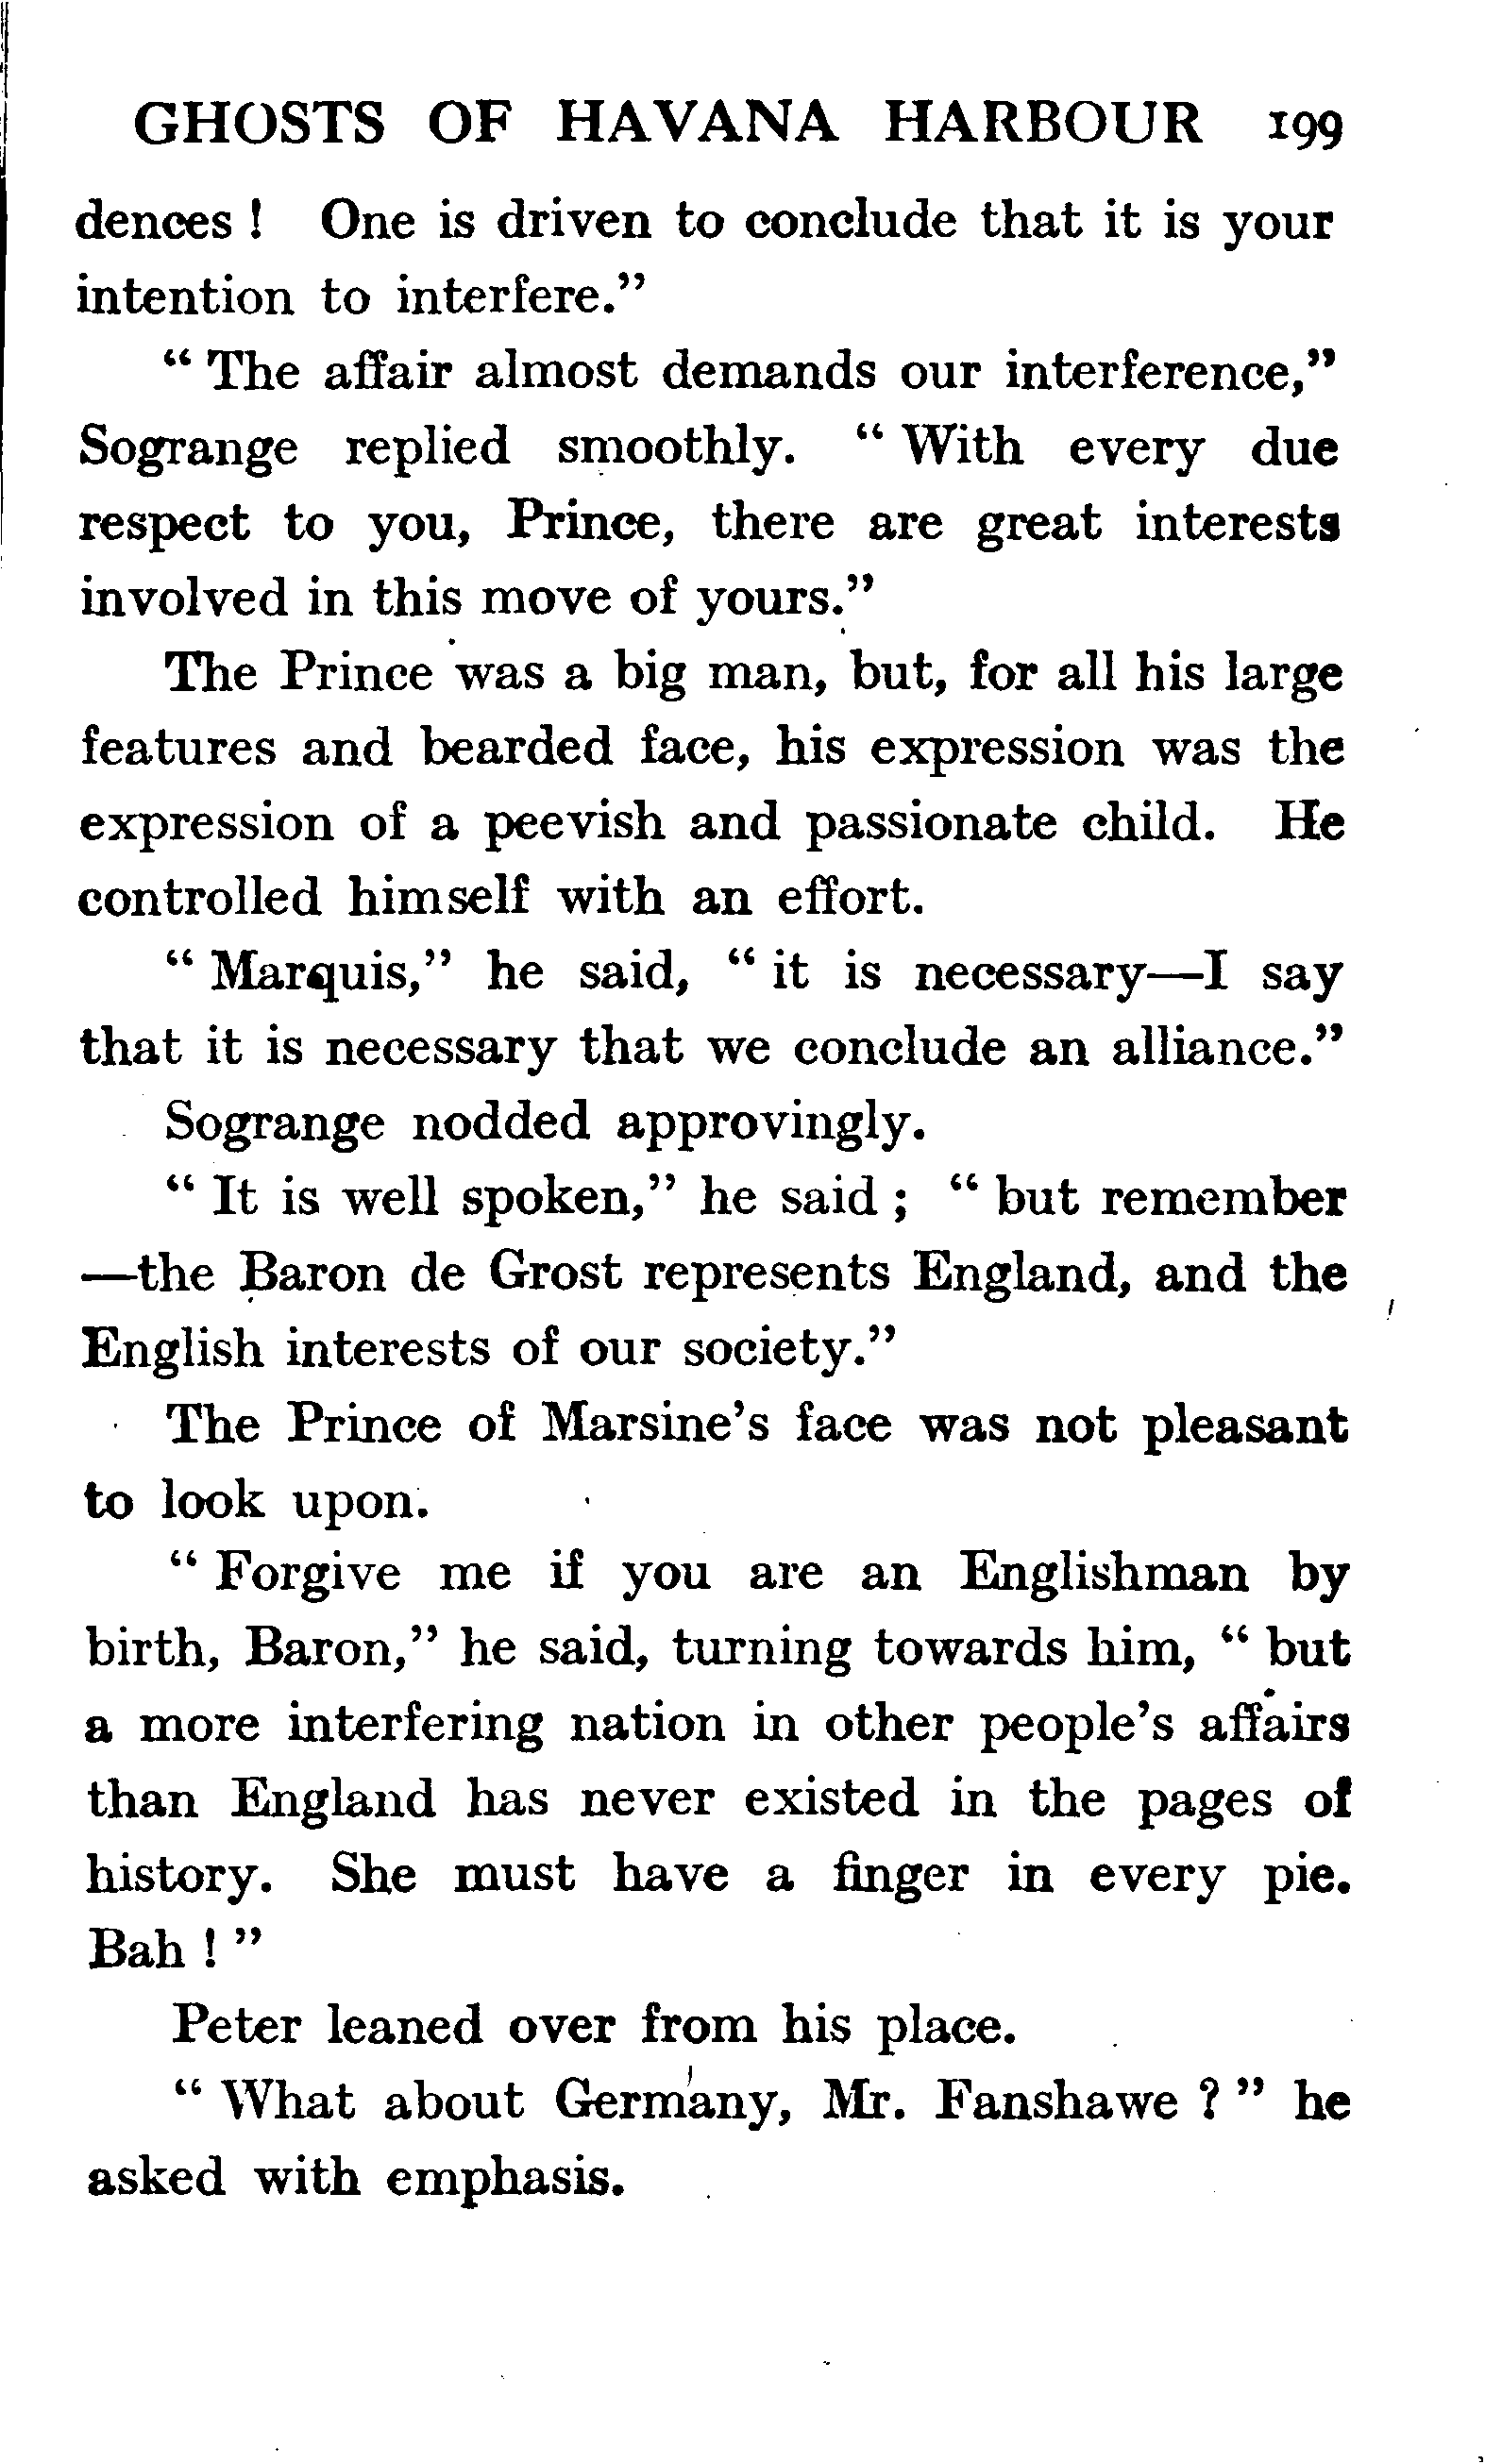 GHOSTS OF HAVANA HARBOUR 199
dences ! One is driven to conclude that it is your
intention to interfere."
" The affair almost demands our interference,"
Sogrange replied smoothly. " With every due
respect to you, Prince, there are great interests
involved in this move of yours."
The Prince was a big man, but, for all his large
features and bearded face, his expression was the
expression of a peevish and passionate child. He
controlled himself with an effort.
" Marquis," he said, " it is necessary—I say
that it is necessary that we conclude an alliance."
Sogrange nodded approvingly.
" It is well spoken," he said ; " but remember
—the Baron de Grost represents England, and the
English interests of our society."
The Prince of Marsine's face was not pleasant
to look upon.
" Forgive me if you are an Englishman by
birth, Baron," he said, turning towards him, " but
a more interfering nation in other people's affairs
than England has never existed in the pages of
history. She must have a finger in every pie.
Bah ! "
Peter leaned over from his place.
" What about Germany, Mr. Fanshawe ? " he
asked with emphasis.